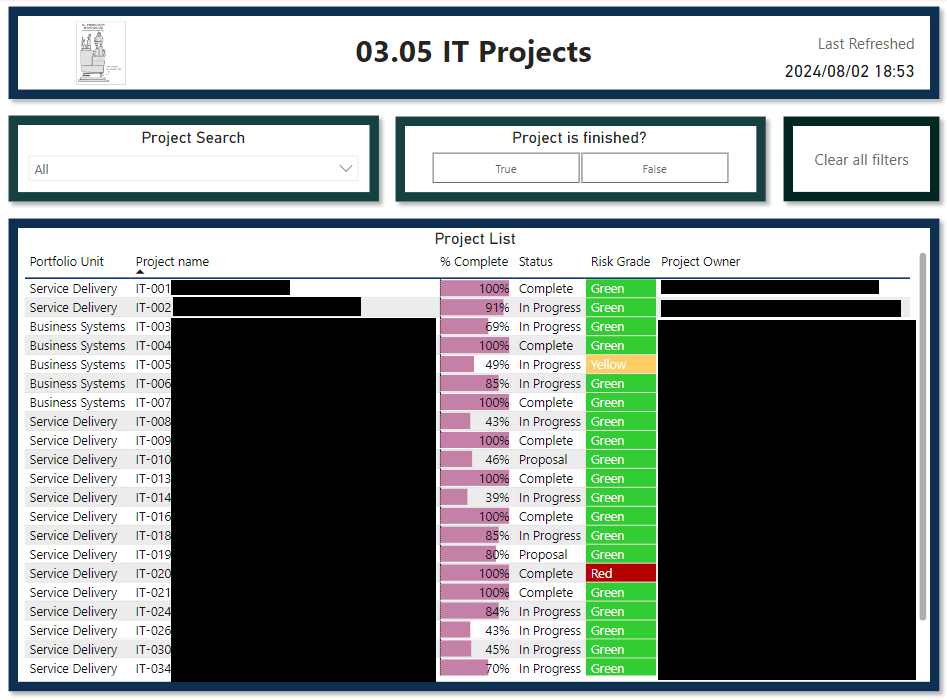 03.05 IT Projects
Last Refreshed
2024/08/02 18:53
Project Search
All
Project is finished?
True False
Clear all filters
Project List
Portfolio Unit Project name % Complete Status Risk Grade Project Owner
Service Delivery IT-001 100% Complete Green
Service Delivery IT-002 91% In Progress Green
Business Systems IT-003 69% In Progress Green
Business Systems IT-004 100% Complete Green
Business Systems IT-005 49% In Progress Yellow
Business Systems IT-006 85% In Progress Green
Business Systems IT-007 100% Complete Green
Service Delivery IT-008 43% In Progress Green
Service Delivery IT-009 100% Complete Green
Service Delivery IT-010 46% Proposal Green
Service Delivery IT-013 100% Complete Green
Service Delivery IT-014 39% In Progress Green
Service Delivery IT-016 100% Complete Green
Service Delivery IT-018 85% In Progress Green
Service Delivery IT-019 80% Proposal Green
Service Delivery IT-020 100% Complete Red
Service Delivery IT-021 100% Complete Green
Service Delivery IT-024 84% In Progress Green
Service Delivery IT-026 43% In Progress Green
Service Delivery IT-030 45% In Progress Green
Service Delivery IT-034 70% In Progress Green